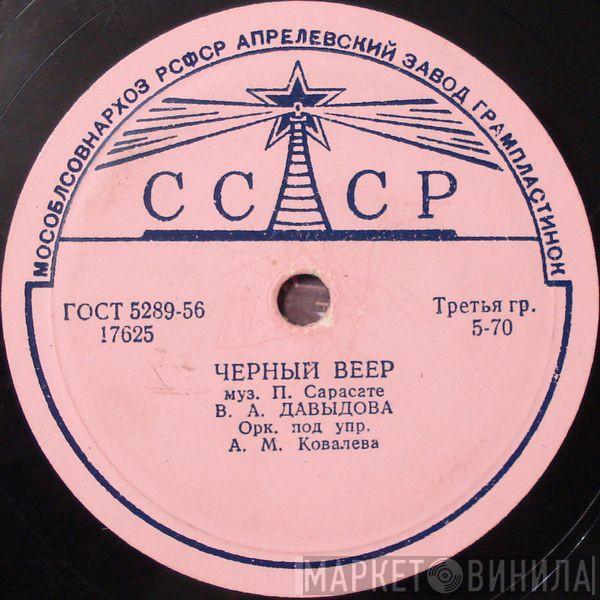 МОСОБЛСОВНАРХОЗ РСФСР АПРЕЛЕВСКИЙ ЗАВОД ГРАМПЛАСТИНОК
СССР
ГОСТ 5289-56
17625
Третья гр.
5-70
ЧЕРНЫЙ ВЕЕР
муз. П. Сарасате
В. А. ДАВЫДОВА
Орк. под упр.
А. М. Ковалева
МАРКЕТ ВИНИЛА